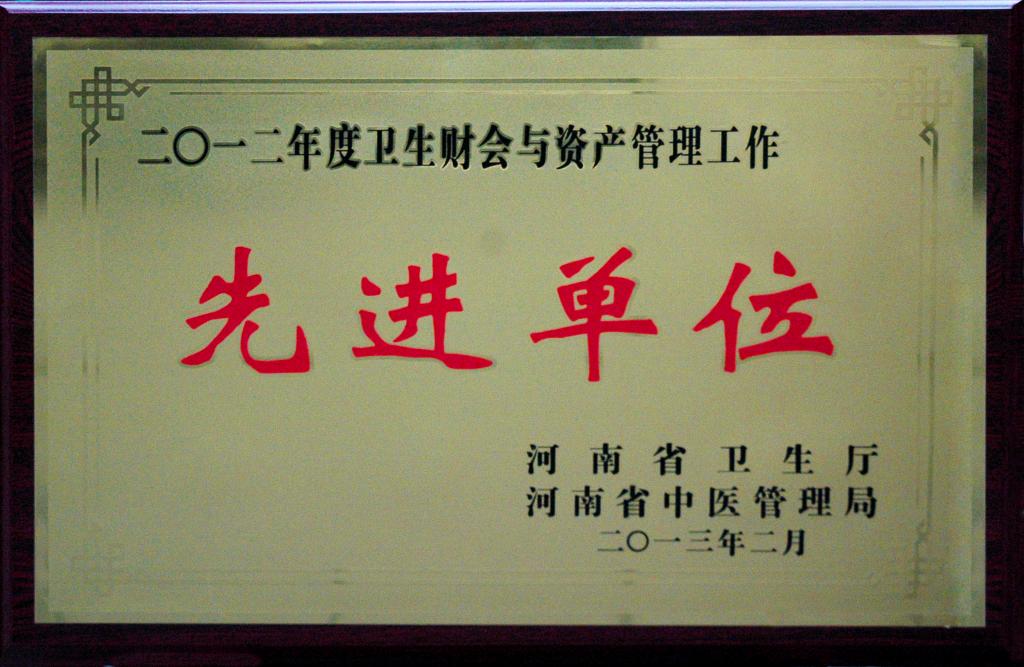 二〇一二年度卫生财会与资产管理工作
先进单位
河南省卫生厅
河南省中医管理局
二〇一三年二月